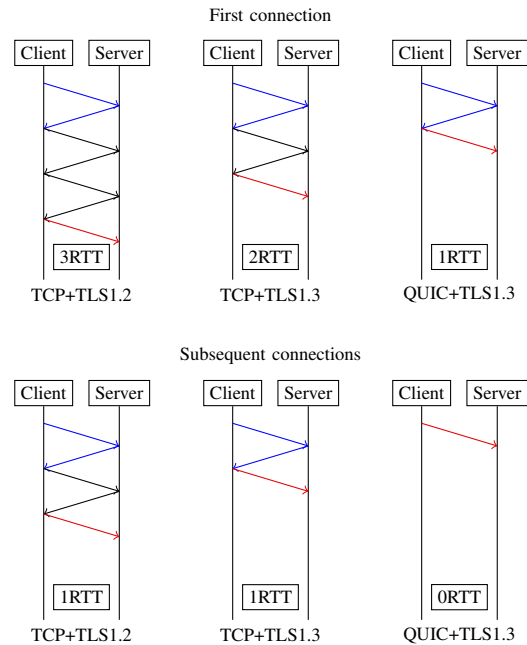 First connection
Client Server Client Server Client Server
3RTT 2RTT 1RTT
TCP+TLS1.2 TCP+TLS1.3 QUIC+TLS1.3
Subsequent connections
Client Server Client Server Client Server
1RTT 1RTT 0RTT
TCP+TLS1.2 TCP+TLS1.3 QUIC+TLS1.3